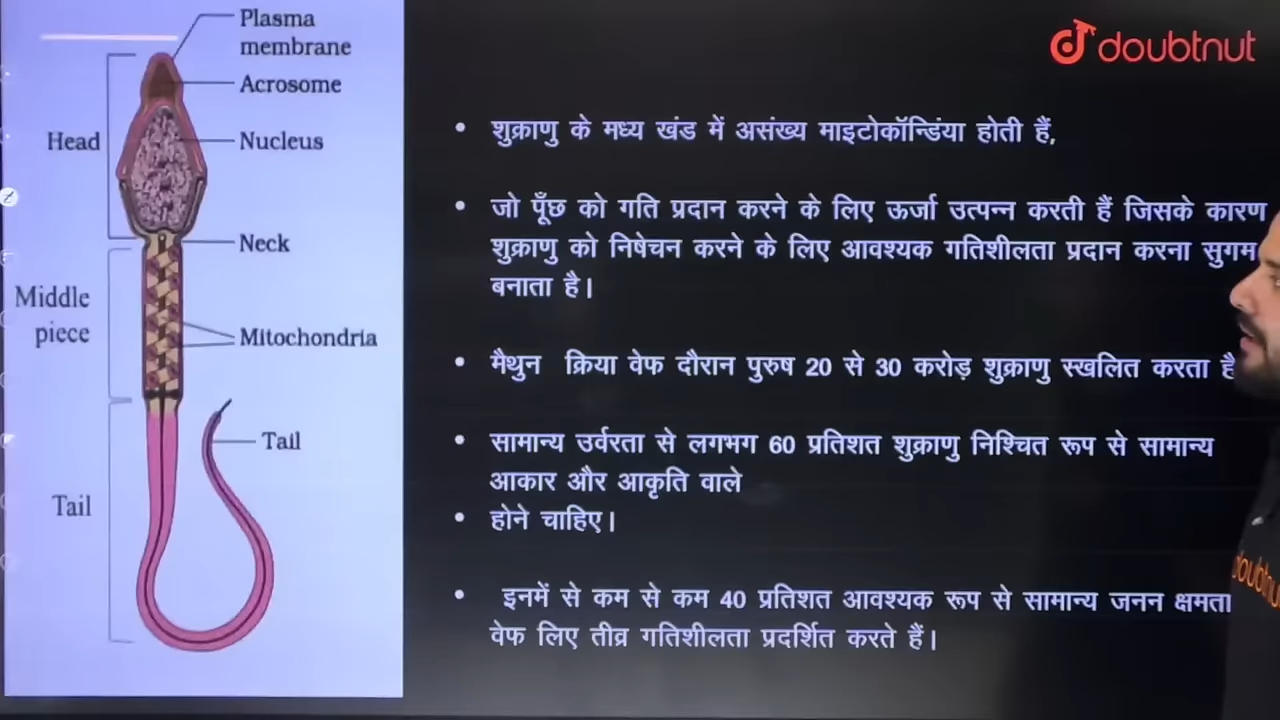 Plasma
membrane
Acrosome
Head
Nucleus
Neck
Middle
piece
Mitochondria
Tail
Tail
doubtnut
• शुक्राणु के मध्य खंड में असंख्य माइटोकॉन्डिंया होती हैं,
• जो पूँछ को गति प्रदान करने के लिए ऊर्जा उत्पन्न करती हैं जिसके कारण
शुक्राणु को निषेचन करने के लिए आवश्यक गतिशीलता प्रदान करना सुगम
बनाता है।
• मैथुन क्रिया वेफ दौरान पुरुष 20 से 30 करोड़ शुक्राणु स्खलित करता है
• सामान्य उर्वरता से लगभग 60 प्रतिशत शुक्राणु निश्चित रूप से सामान्य
आकार और आकृति वाले
• होने चाहिए।
• इनमें से कम से कम 40 प्रतिशत आवश्यक रूप से सामान्य जनन क्षमता
वेफ लिए तीव्र गतिशीलता प्रदर्शित करते हैं।